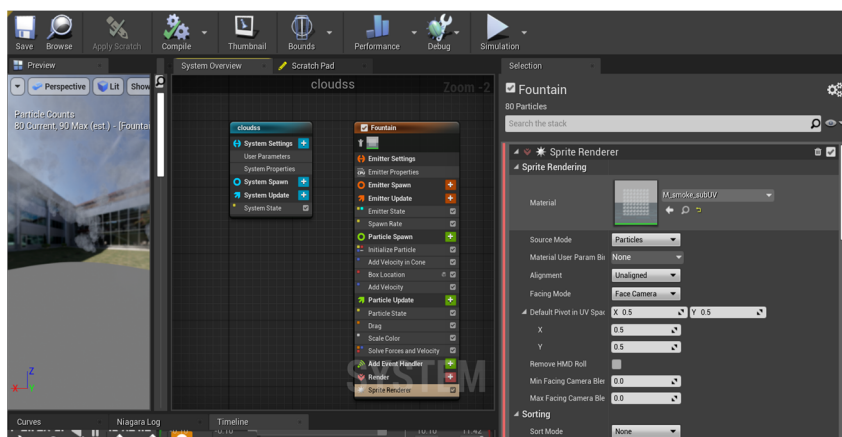 Save Browse Apply Scratch Compile Thumbnail Bounds Performance Debug Simulation
Preview
System Overview
Scratch Pad
Selection
Perspective
Lit
Show
Particle Counts
80 Current, 90 Max (est.) - [Fountai
cloudss
Zoom -2
cloudss
System Settings
User Parameters
System Properties
System Spawn
System Update
System State
Fountain
Emitter Settings
Emitter Properties
Emitter Spawn
Emitter Update
Emitter State
Spawn Rate
Particle Spawn
Initialize Particle
Add Velocity in Cone
Box Location
Add Velocity
Particle Update
Particle State
Drag
Scale Color
Solve Forces and Velocity
Add Event Handler
Render
Sprite Renderer
SYSTEM
Z
X Y
Fountain
80 Particles
Search the stack
Sprite Renderer
Sprite Rendering
Material
M_smoke_subUV
Source Mode Particles
Material User Param Bin None
Alignment Unaligned
Facing Mode Face Camera
Default Pivot in UV Spac X 0.5 Y 0.5
X 0.5
Y 0.5
Remove HMD Roll
Min Facing Camera Bler 0.0
Max Facing Camera Ble 0.0
Sorting
Sort Mode None
Curves
Niagara Log
Timeline